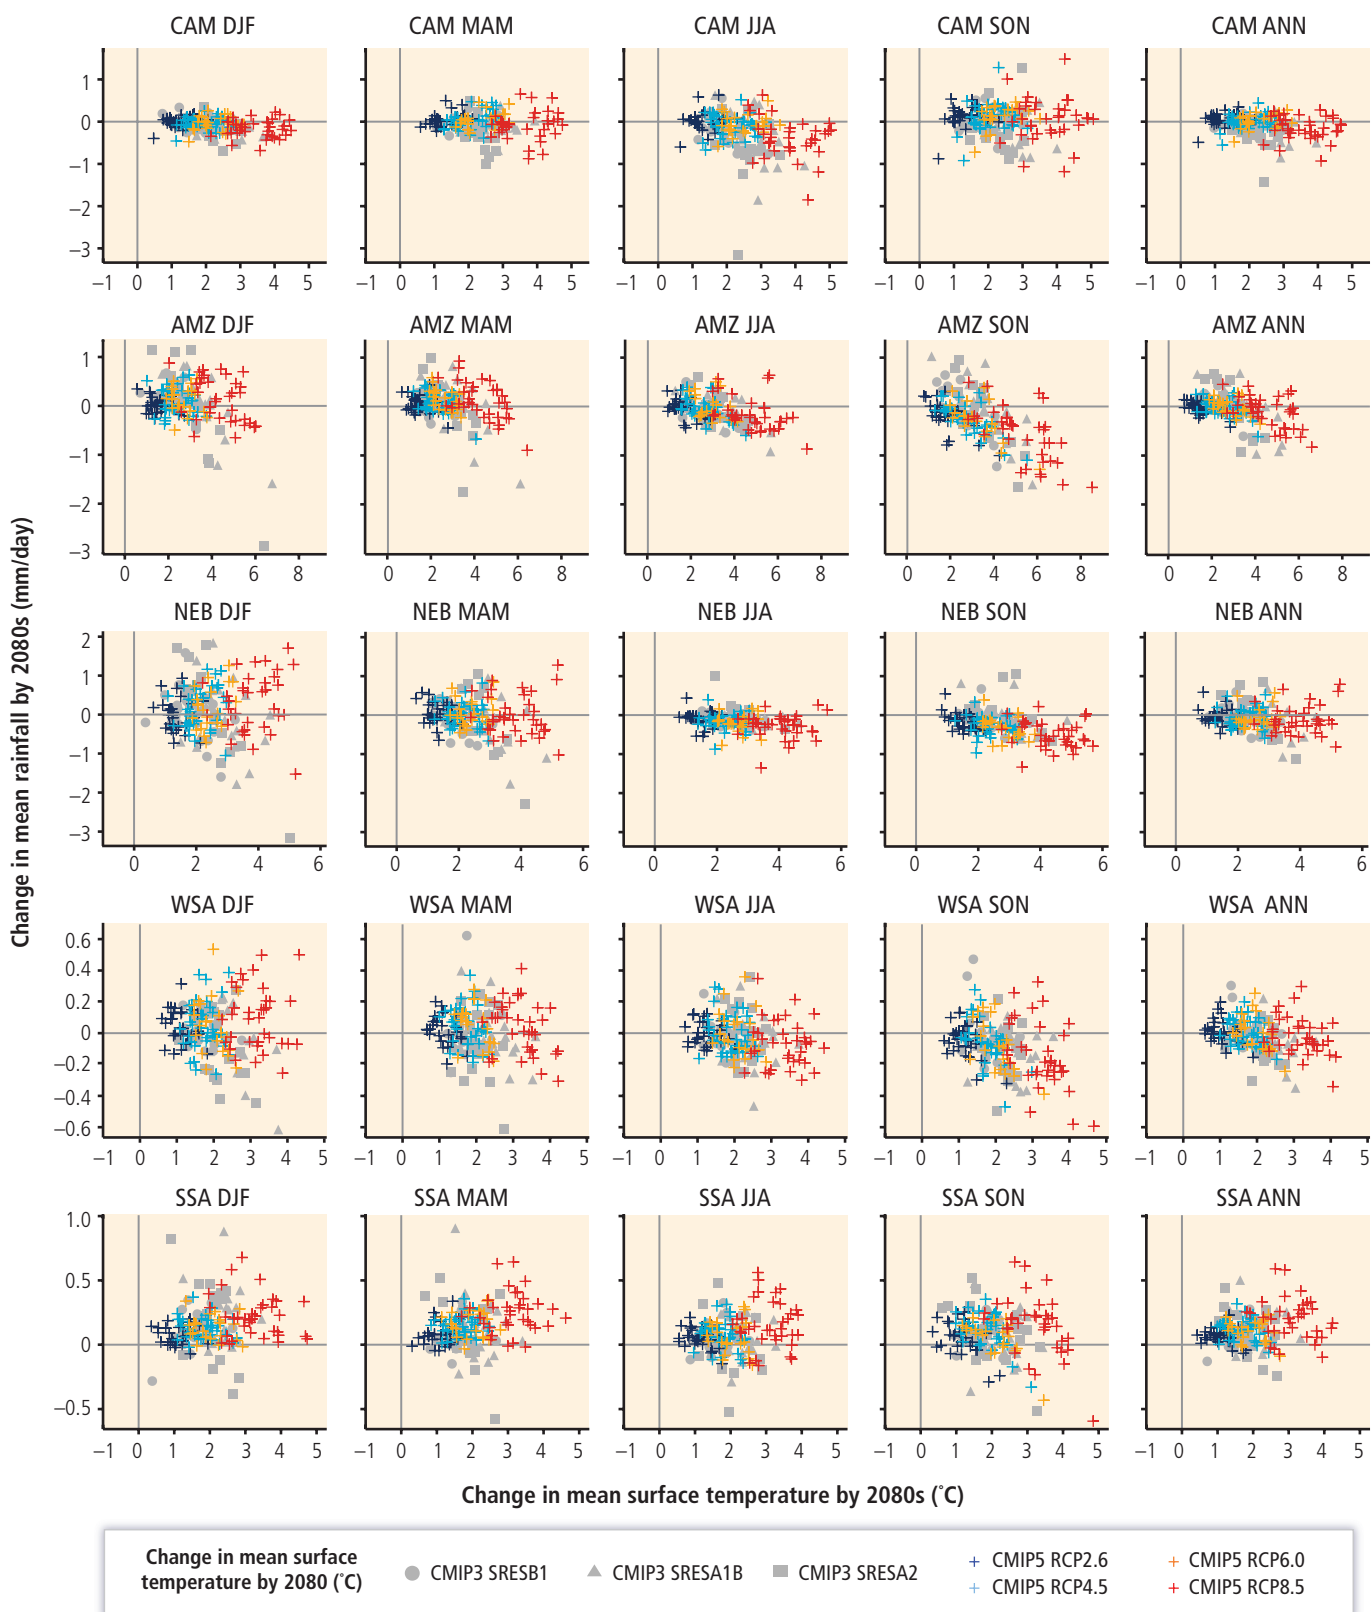 CAM DJF CAM MAM CAM JJA CAM SON CAM ANN
1
0
−1
−2
−3
−1 0 1 2 3 4 5 −1 0 1 2 3 4 5 −1 0 1 2 3 4 5 −1 0 1 2 3 4 5 −1 0 1 2 3 4 5
AMZ DJF AMZ MAM AMZ JJA AMZ SON AMZ ANN
1
0
−1
−2
−3
0 2 4 6 8 0 2 4 6 8 0 2 4 6 8 0 2 4 6 8 0 2 4 6 8
NEB DJF NEB MAM NEB JJA NEB SON NEB ANN
2
1
0
−1
−2
−3
0 2 4 6 0 2 4 6 0 2 4 6 0 2 4 6 0 2 4 6
Change in mean rainfall by 2080s (mm/day)
WSA DJF WSA MAM WSA JJA WSA SON WSA ANN
0.6
0.4
0.2
0
−0.2
−0.4
−0.6
−1 0 1 2 3 4 5 −1 0 1 2 3 4 5 −1 0 1 2 3 4 5 −1 0 1 2 3 4 5 −1 0 1 2 3 4 5
SSA DJF SSA MAM SSA JJA SSA SON SSA ANN
1.0
0.5
0
−0.5
−1 0 1 2 3 4 5 −1 0 1 2 3 4 5 −1 0 1 2 3 4 5 −1 0 1 2 3 4 5 −1 0 1 2 3 4 5
Change in mean surface temperature by 2080s (˚C)
Change in mean surface
temperature by 2080 (˚C)
CMIP3 SRESB1 CMIP3 SRESA1B CMIP3 SRESA2
CMIP5 RCP2.6 CMIP5 RCP6.0
CMIP5 RCP4.5 CMIP5 RCP8.5